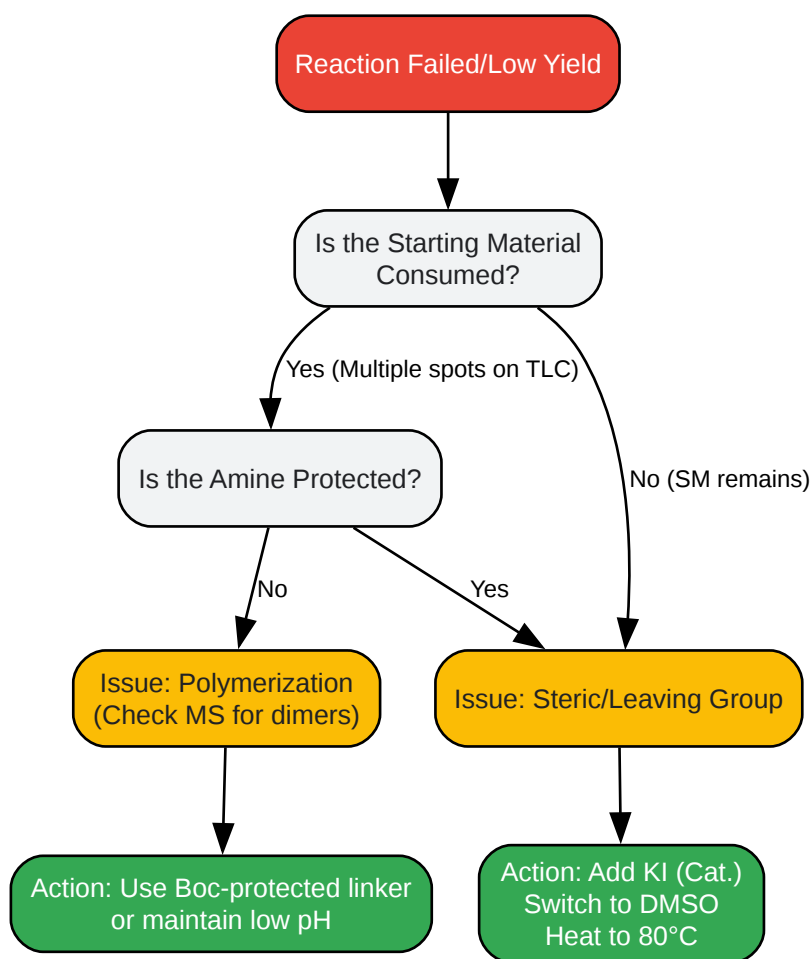 Reaction Failed/Low Yield
Is the Starting Material
Consumed?
Yes (Multiple spots on TLC)
Is the Amine Protected?
No (SM remains)
No
Yes
Issue: Polymerization
(Check MS for dimers)
Issue: Steric/Leaving Group
Action: Use Boc-protected linker
or maintain low pH
Action: Add KI (Cat.)
Switch to DMSO
Heat to 80°C